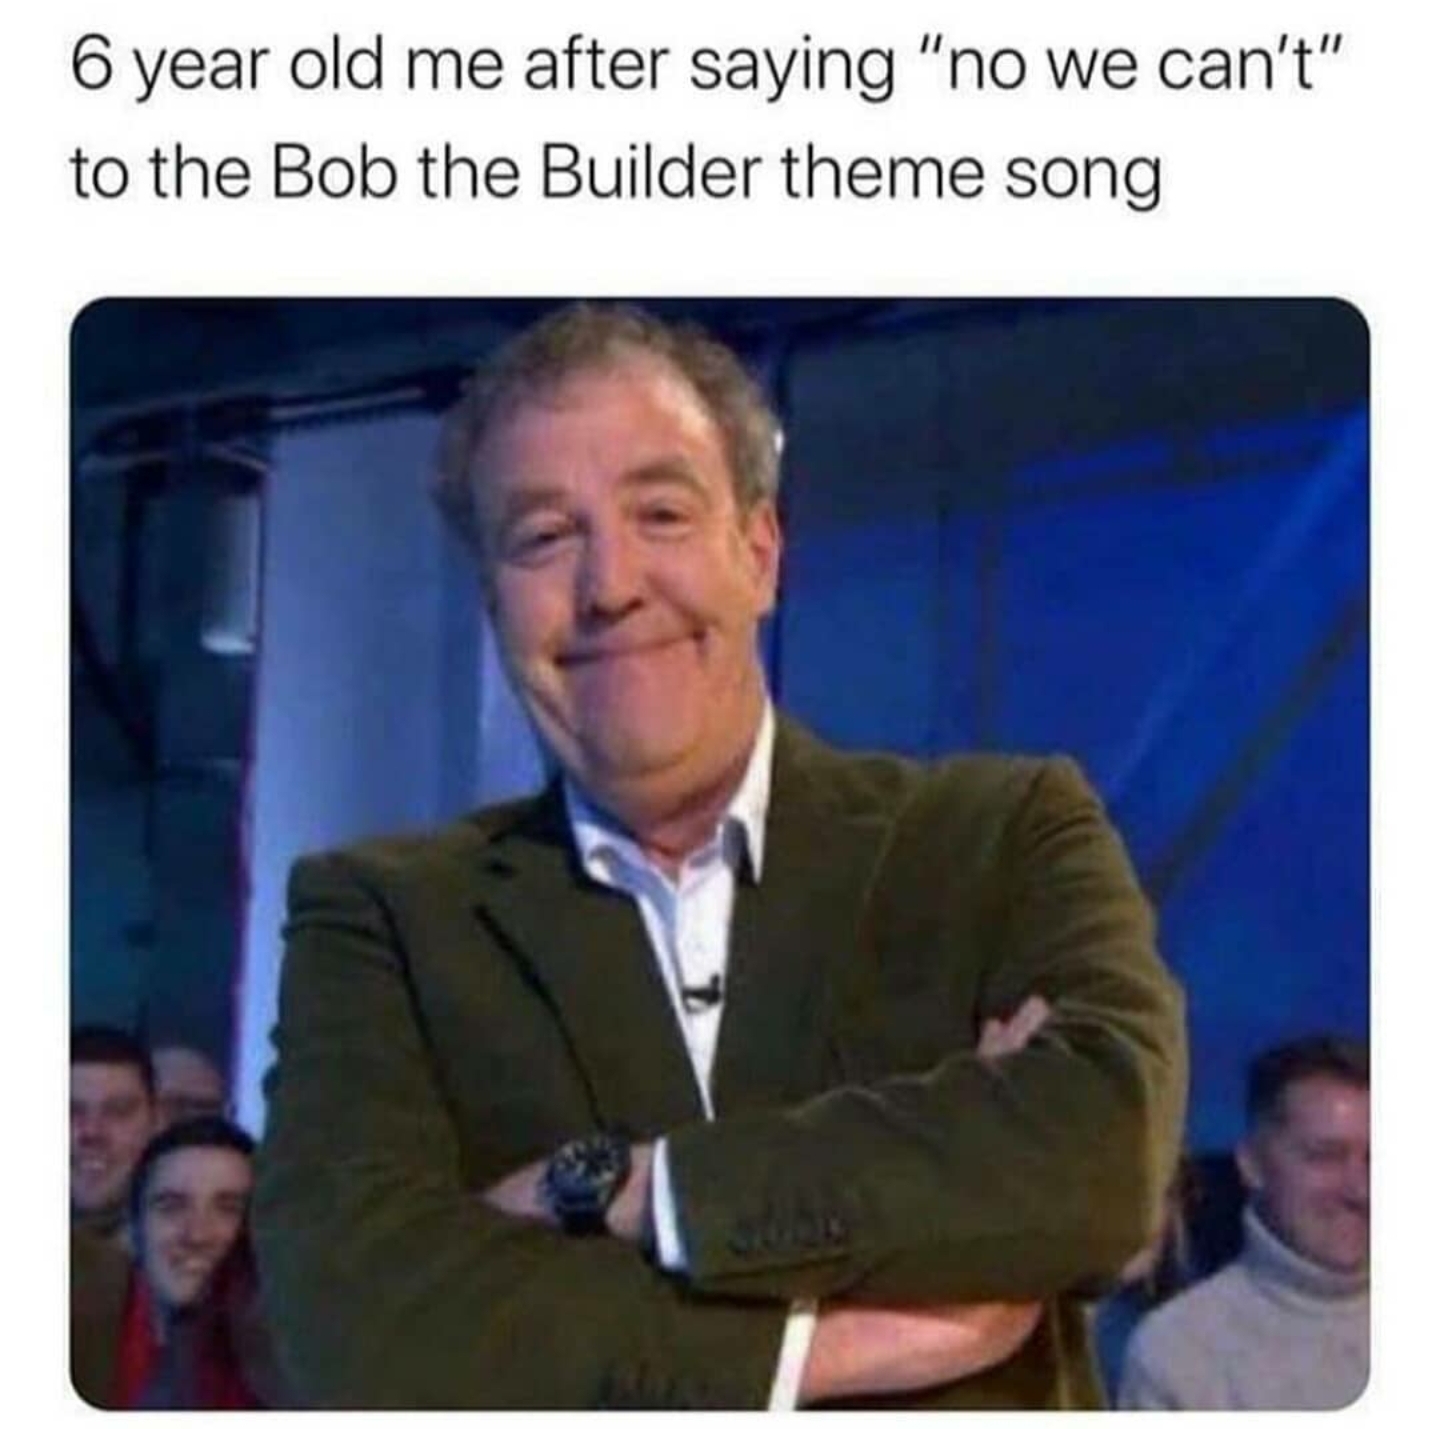 6 year old me after saying “no we can't”
to the Bob the Builder theme song